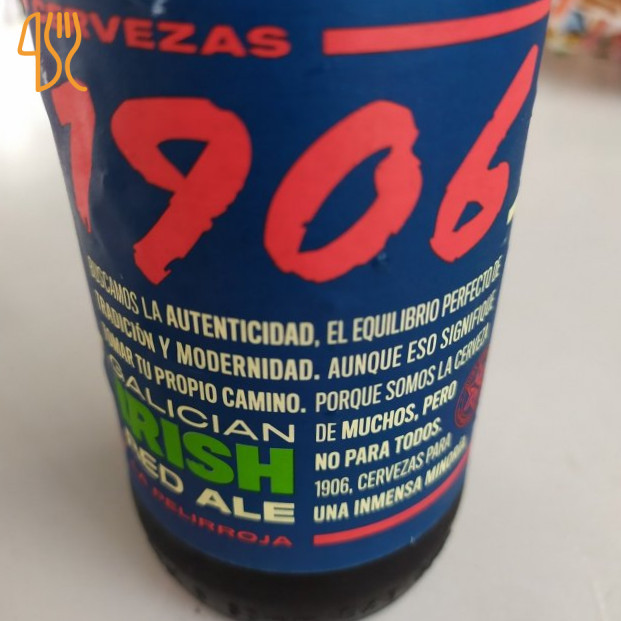 CERVEZAS
1906
BUSCAMOS LA AUTENTICIDAD, EL EQUILIBRIO PERFECTO DE
TRADICIÓN Y MODERNIDAD. AUNQUE ESO SIGNIFIQUE
TOMAR TU PROPIO CAMINO. PORQUE SOMOS LA CERVEZA
DE MUCHOS, PERO
NO PARA TODOS.
1906, CERVEZAS PARA
UNA INMENSA MINORÍA.
GALICIAN
IRISH
RED ALE
LA PELIRROJA